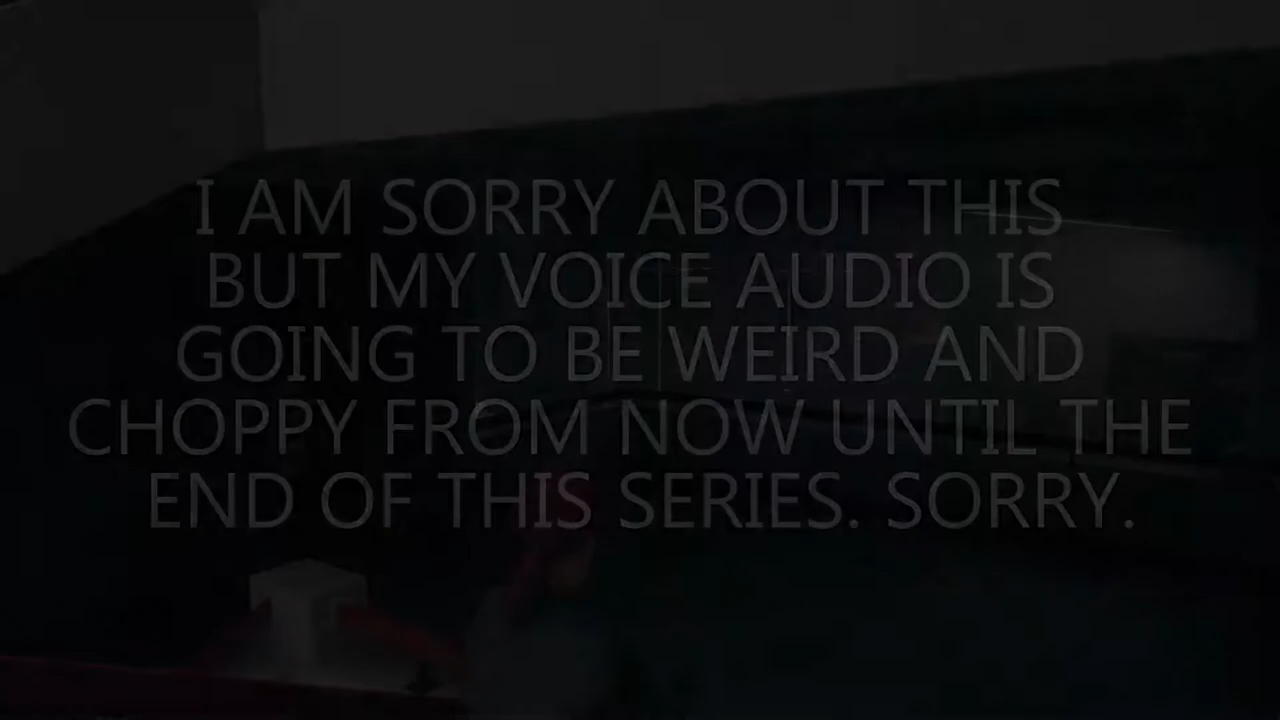 I AM SORRY ABOUT THIS
BUT MY VOICE AUDIO IS
GOING TO BE WEIRD AND
CHOPPY FROM NOW UNTIL THE
END OF THIS SERIES. SORRY.